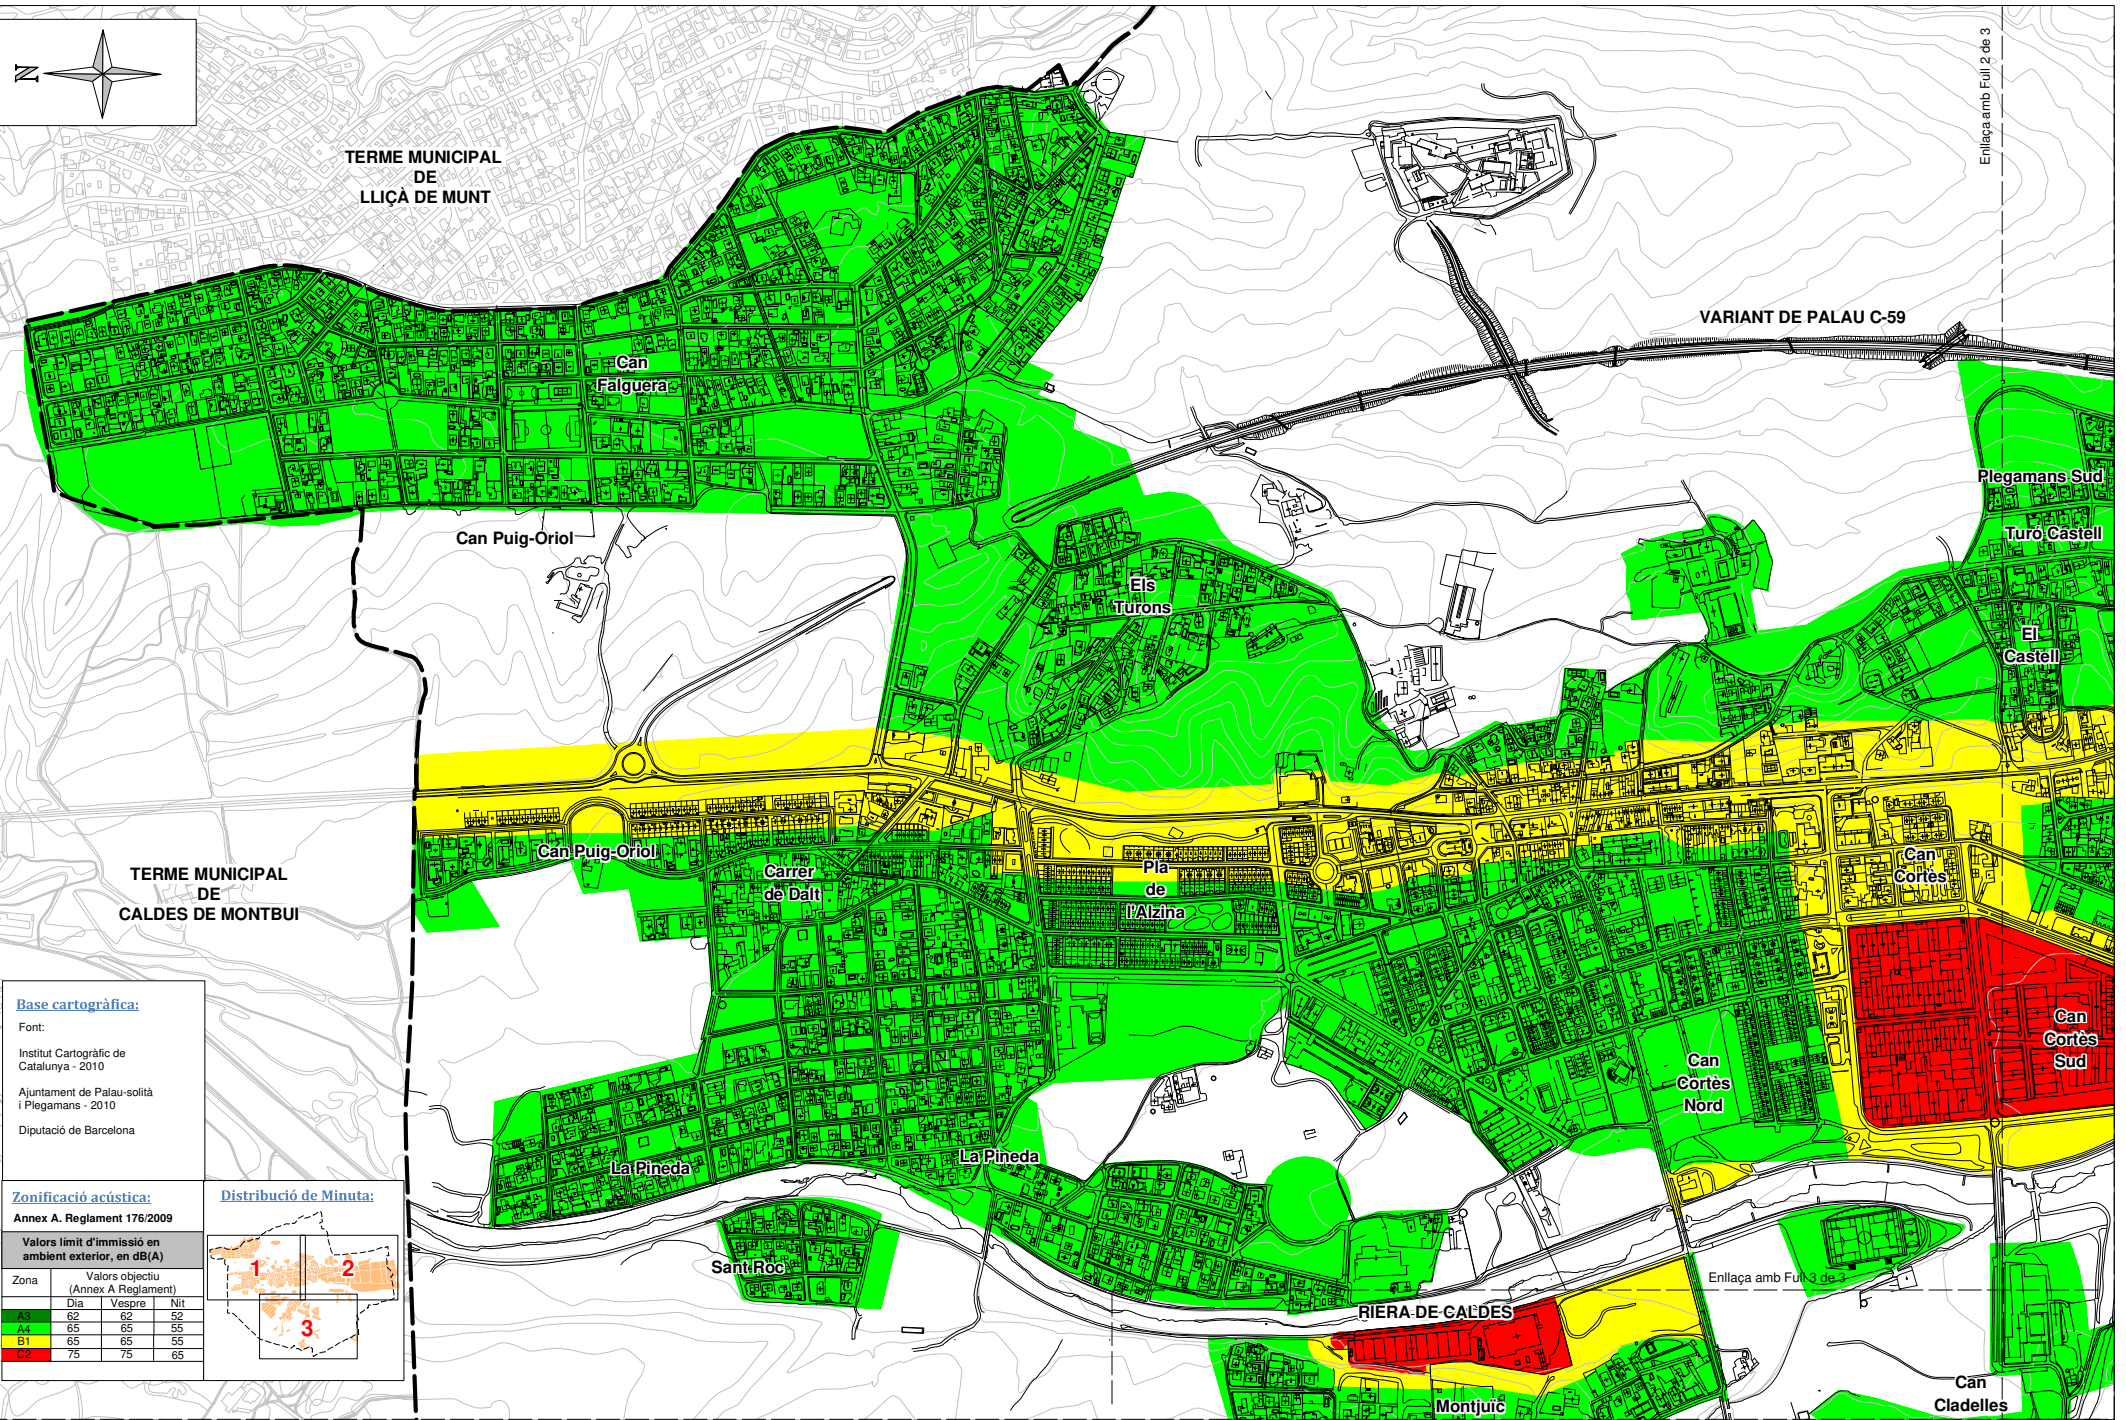 N
TERME MUNICIPAL
DE
LLIÇÀ DE MUNT
Enllaça amb Full 2 de 3
VARIANT DE PALAU C-59
Can
Falguera
Plegamans Sud
Turó Castell
Can Puig-Oriol
Els
Turons
El
Castell
Can Puig-Oriol
Carrer
de Dalt
Pla
de
l'Alzina
Can
Cortès
TERME MUNICIPAL
DE
CALDES DE MONTBUI
Can
Cortès
Sud
Can
Cortès
Nord
La Pineda
La Pineda
Sant Roc
Enllaça amb Full 3 de 3
RIERA DE CALDES
Montjuïc
Can
Cladelles
Base cartogràfica:
Font:
Institut Cartogràfic de
Catalunya - 2010
Ajuntament de Palau-solità
i Plegamans - 2010
Diputació de Barcelona
Zonificació acústica:
Annex A. Reglament 176/2009
Valors límit d'immissió en
ambient exterior, en dB(A)
Zona Valors objectiu
(Annex A Reglament)
Dia Vespre Nit
A3 62 62 52
A4 65 65 55
B1 65 65 55
C2 75 75 65
Distribució de Minuta:
1
2
3